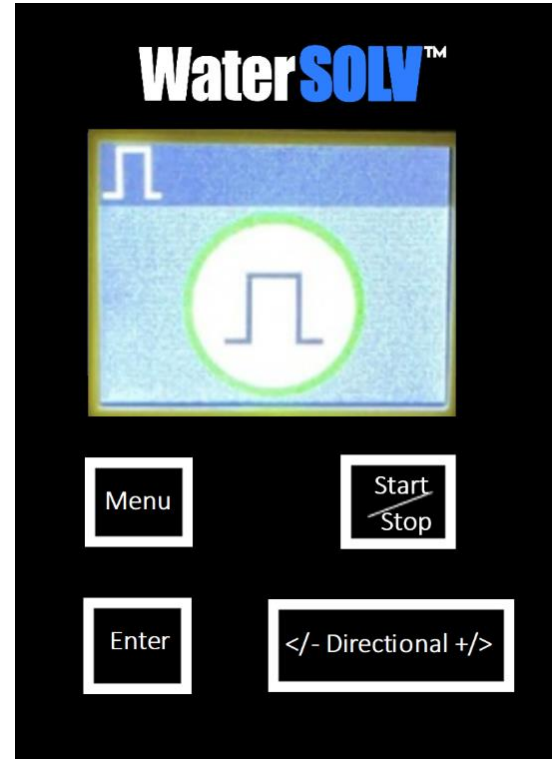 WaterSOLV™
Menu
Start
Stop
Enter
</- Directional +/>